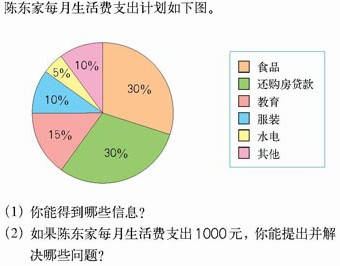 陈东家每月生活费支出计划如下图。
10%
5%
30%
10%
15%
30%
食品
还购房贷款
教育
服装
水电
其他
(1) 你能得到哪些信息?
(2) 如果陈东家每月生活费支出1000元,你能提出并解
决哪些问题?